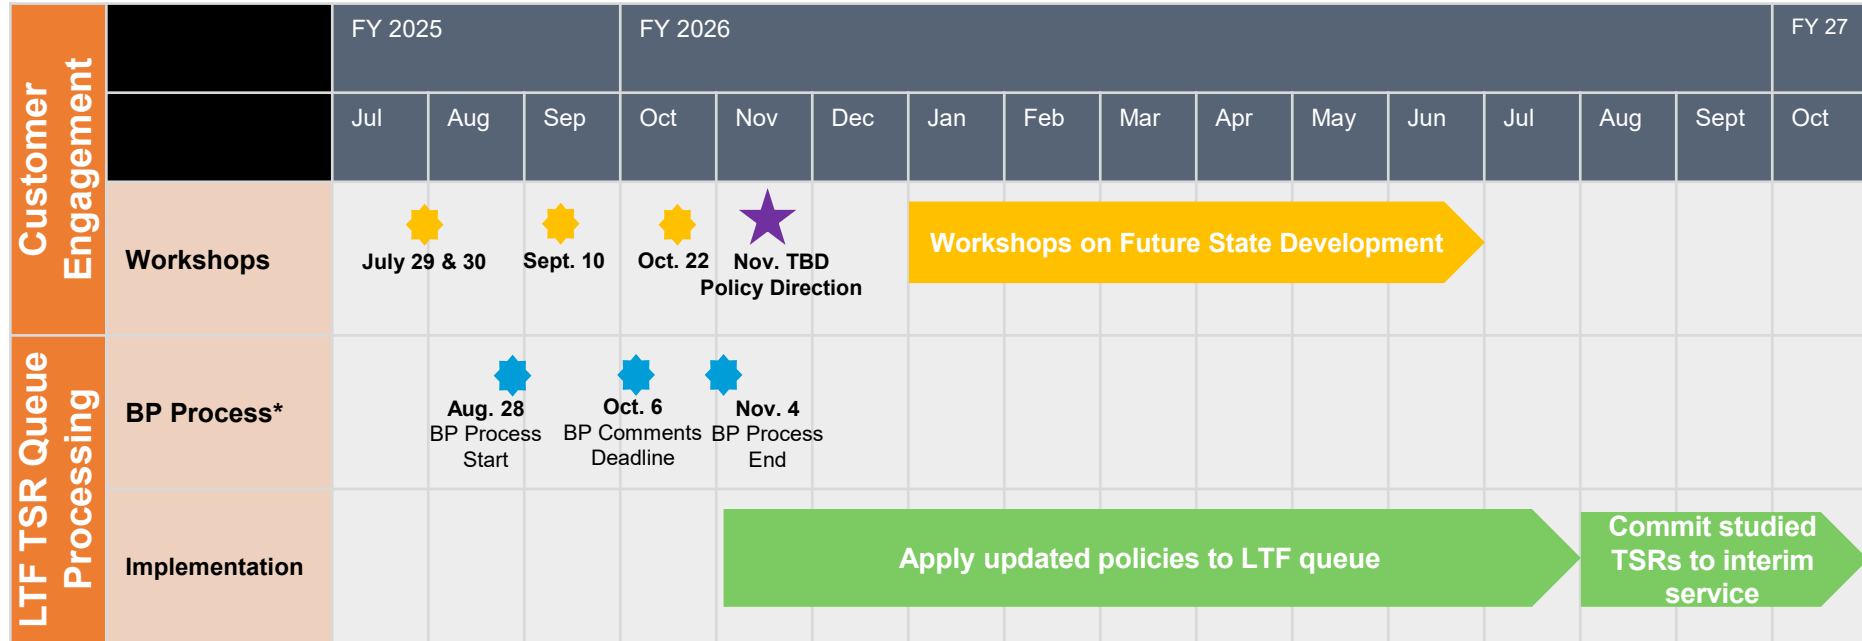 Customer
Engagement
FY 2025
FY 2026
FY 27
Jul
Aug
Sep
Oct
Nov
Dec
Jan
Feb
Mar
Apr
May
Jun
Jul
Aug
Sept
Oct
Workshops
July 29 & 30
Sept. 10
Oct. 22
Nov. TBD
Policy Direction
Workshops on Future State Development
LTF TSR Queue
Processing
BP Process*
Aug. 28
BP Process
Start
Oct. 6
BP Comments
Deadline
Nov. 4
BP Process
End
Implementation
Apply updated policies to LTF queue
Commit studied
TSRs to interim
service